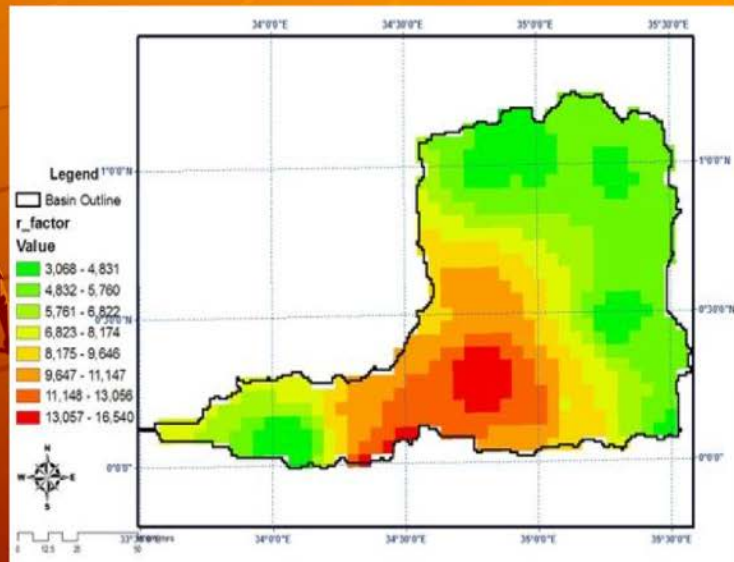 34°0'0"E 34°30'0"E 35°0'0"E 35°30'0"E
Legend
Basin Outline
r_factor
Value
3,068 - 4,831
4,832 - 5,760
5,761 - 6,822
6,823 - 8,174
8,175 - 9,646
9,647 - 11,147
11,148 - 13,056
13,057 - 16,540
1°0'0"N 1°0'0"N
0°30'0"N
0°0'0" 0°0'0"
N
W E
S
0 12.5 25 50
34°0'0"E 34°30'0"E 35°0'0"E 35°30'0"E